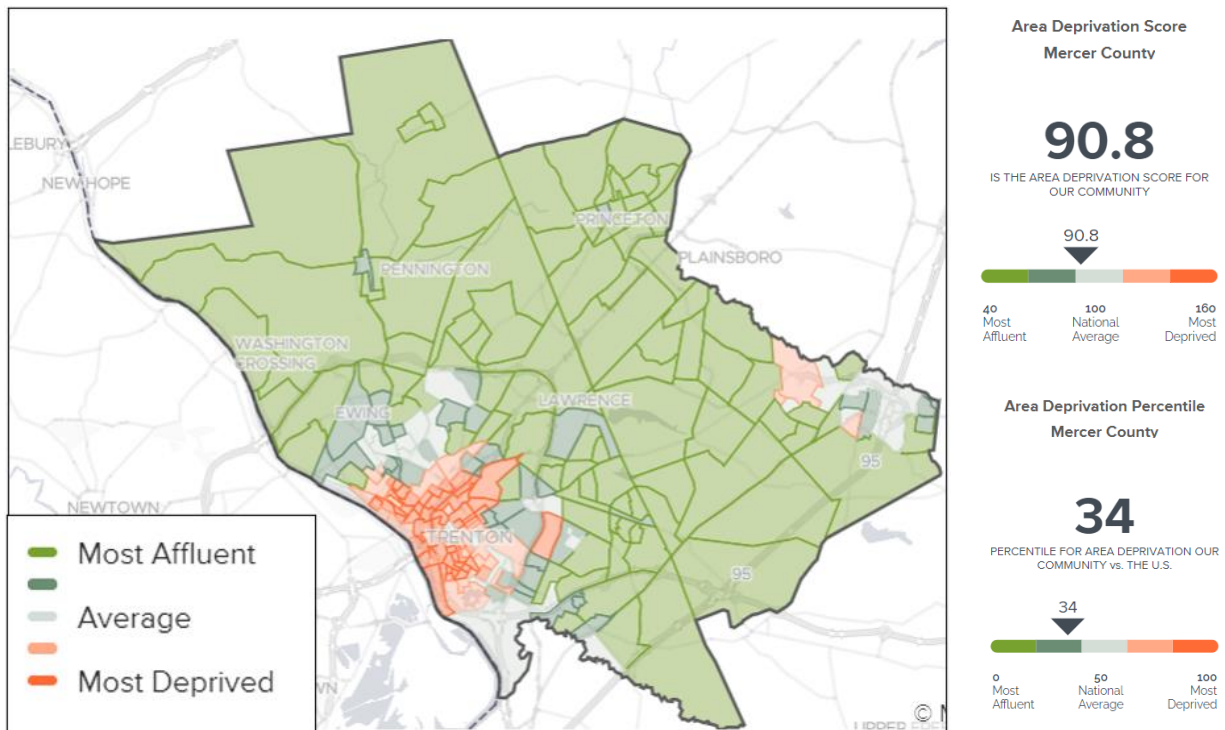 LEBURY
NEW HOPE
PRINCETON
PLAINSBORO
PENNINGTON
WASHINGTON
CROSSING
EWING
LAWRENCE
95
NEWTOWN
TRENTON
95
WN
Most Affluent
Average
Most Deprived
©
Area Deprivation Score
Mercer County
90.8
IS THE AREA DEPRIVATION SCORE FOR
OUR COMMUNITY
90.8
40 100 160
Most National Most
Affluent Average Deprived
Area Deprivation Percentile
Mercer County
34
PERCENTILE FOR AREA DEPRIVATION OUR
COMMUNITY vs. THE U.S.
34
0 50 100
Most National Most
Affluent Average Deprived